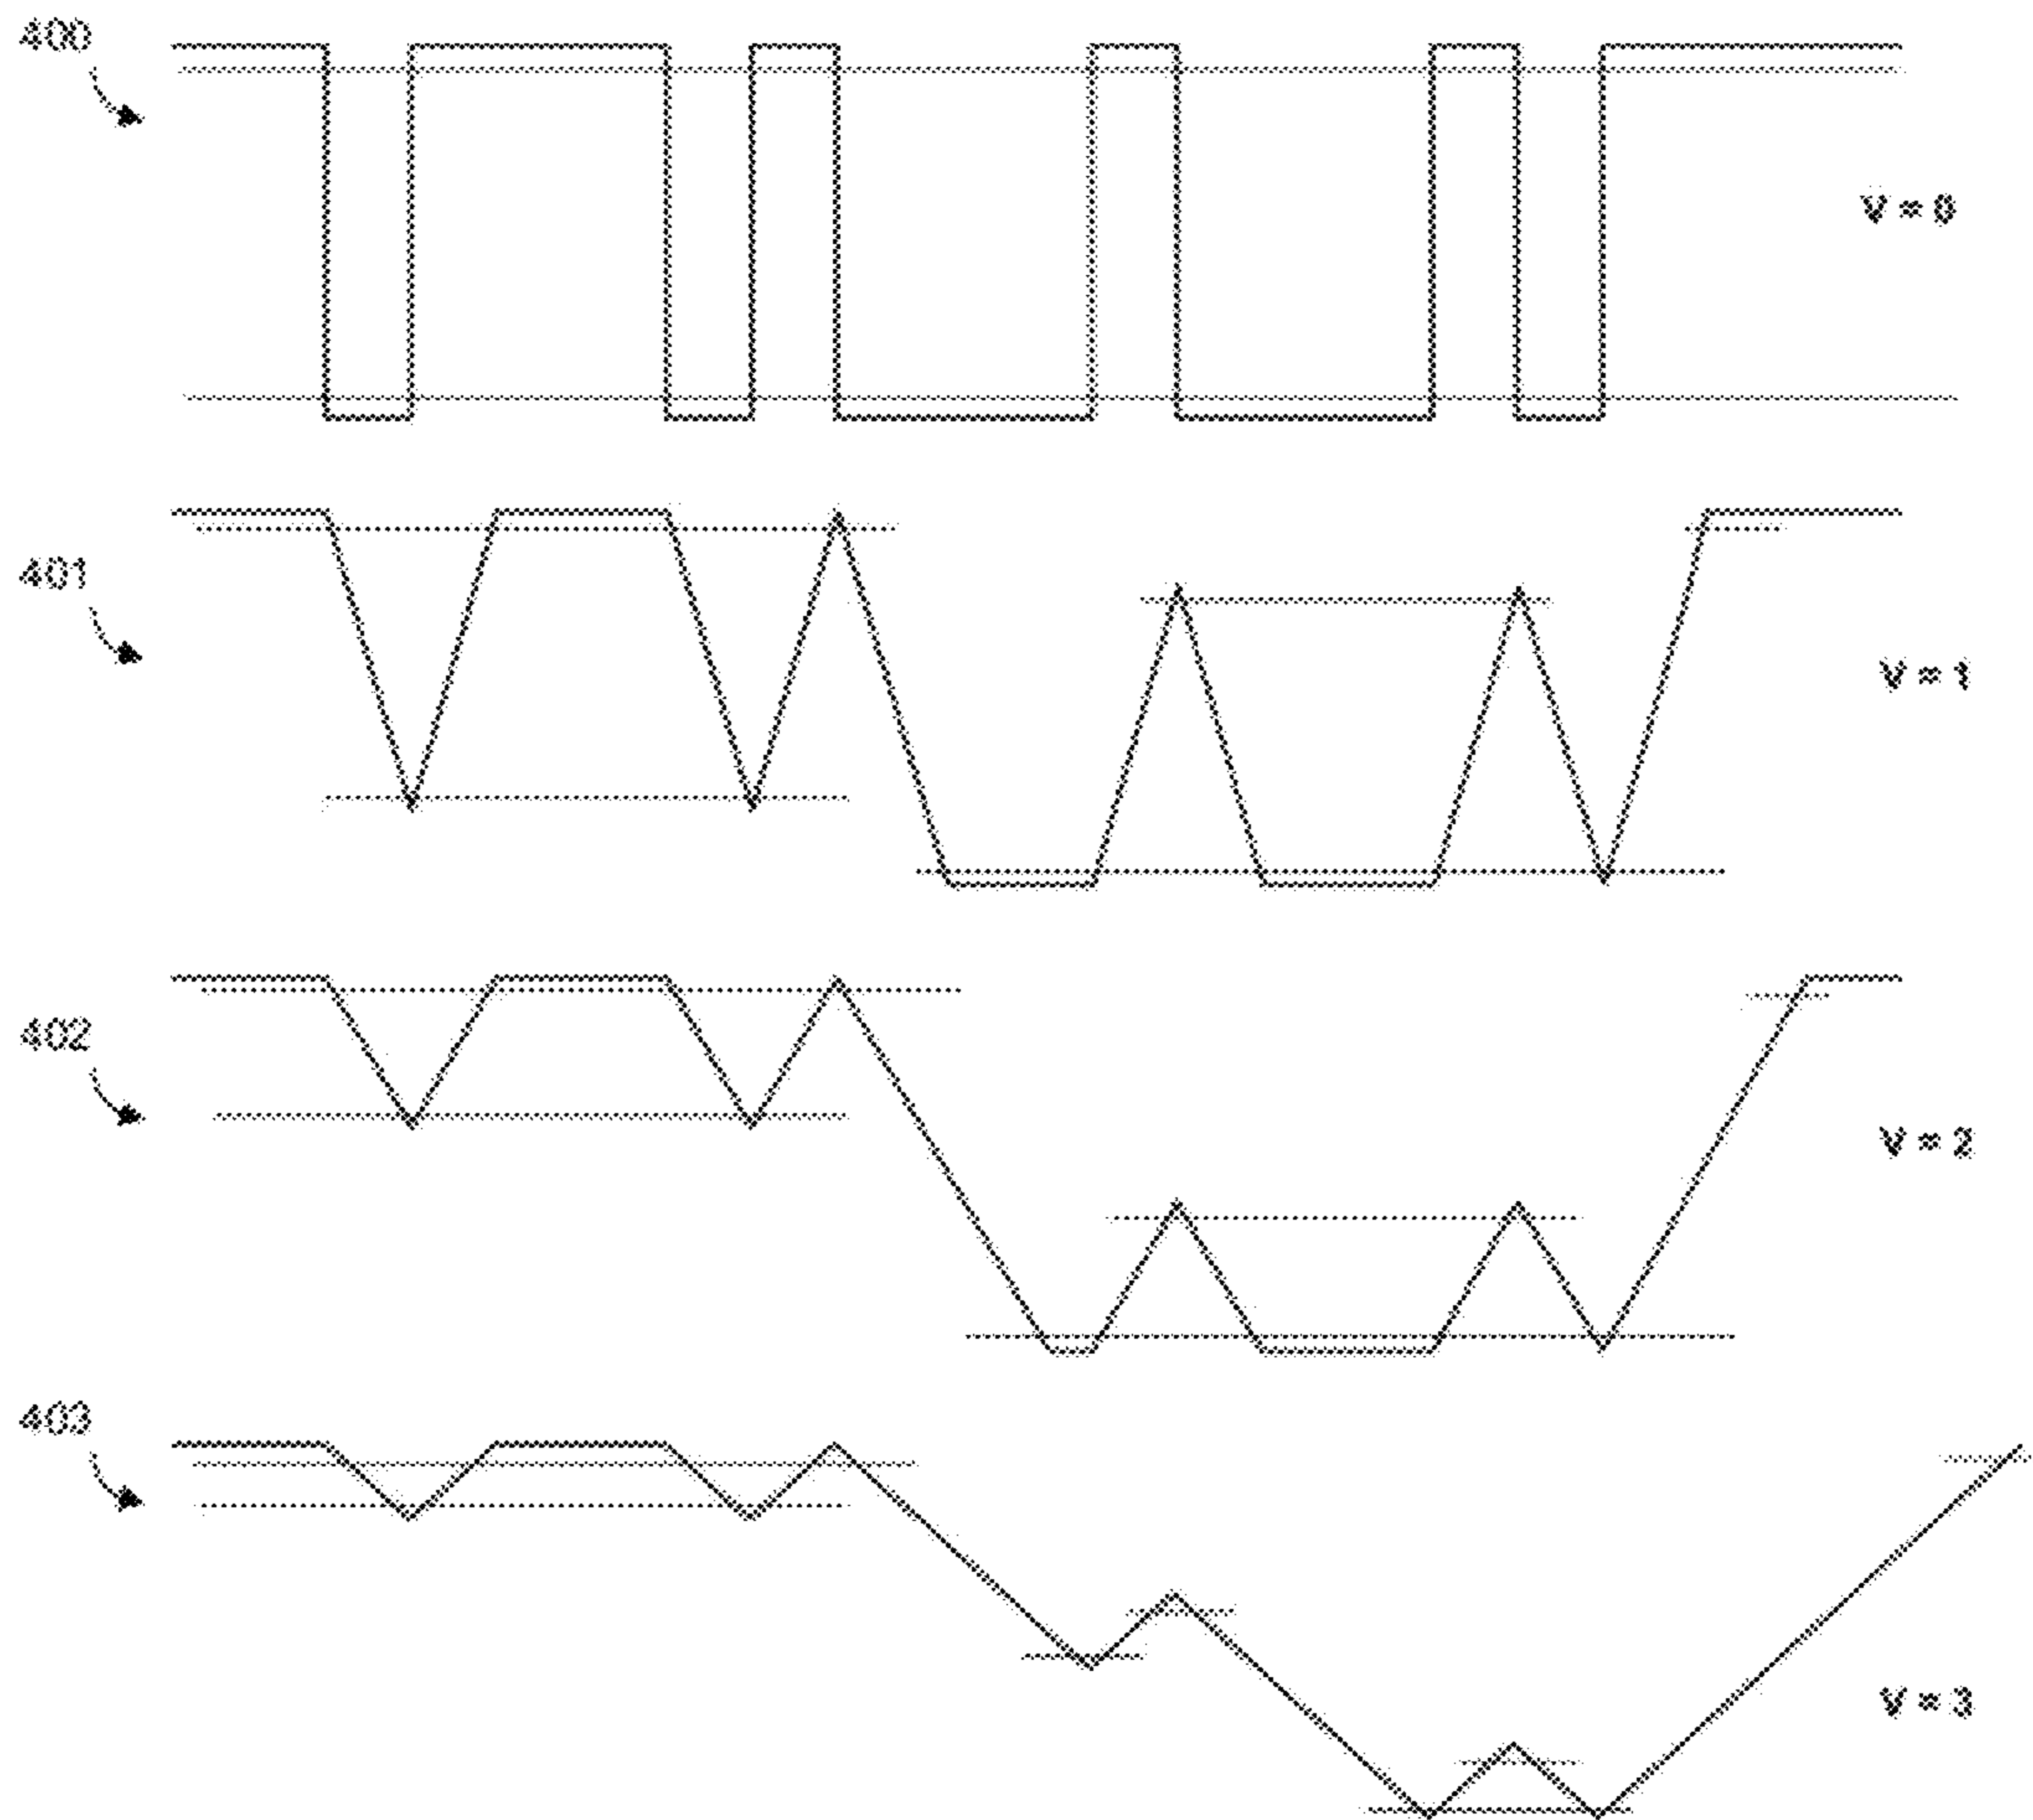 400
V = 0
401
V = 1
402
V = 2
403
V = 3